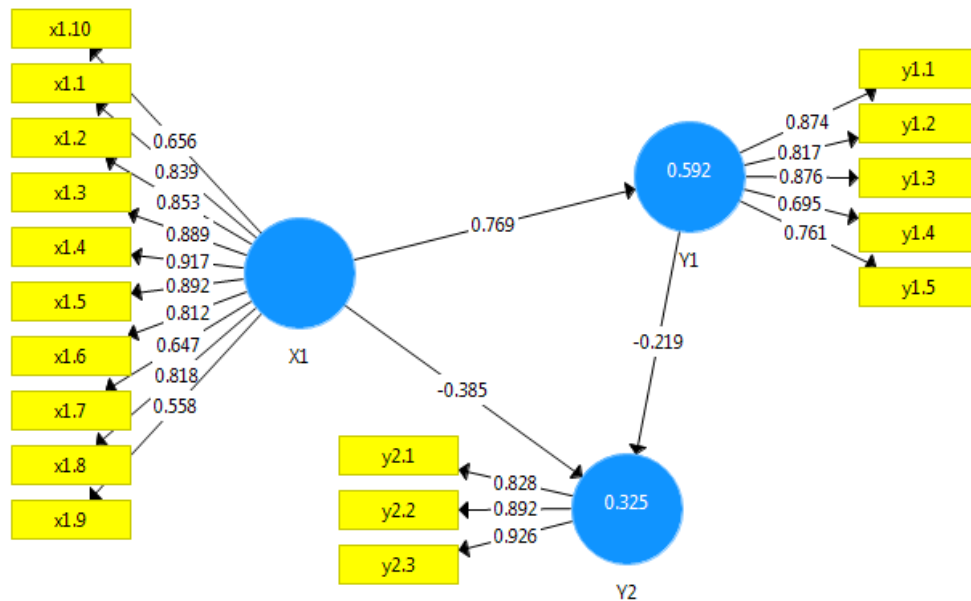 x1.10
x1.1
x1.2
x1.3
x1.4
x1.5
x1.6
x1.7
x1.8
x1.9
0.656
0.839
0.853
0.889
0.917
0.892
0.812
0.647
0.818
0.558
X1
0.769
-0.385
0.592
Y1
-0.219
0.874
0.817
0.876
0.695
0.761
y1.1
y1.2
y1.3
y1.4
y1.5
y2.1
y2.2
y2.3
0.828
0.892
0.926
0.325
Y2